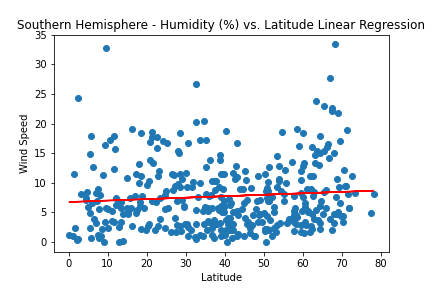 Southern Hemisphere - Humidity (%) vs. Latitude Linear Regression
35
30
25
20
15
10
5
0
Wind Speed
0 10 20 30 40 50 60 70 80
Latitude